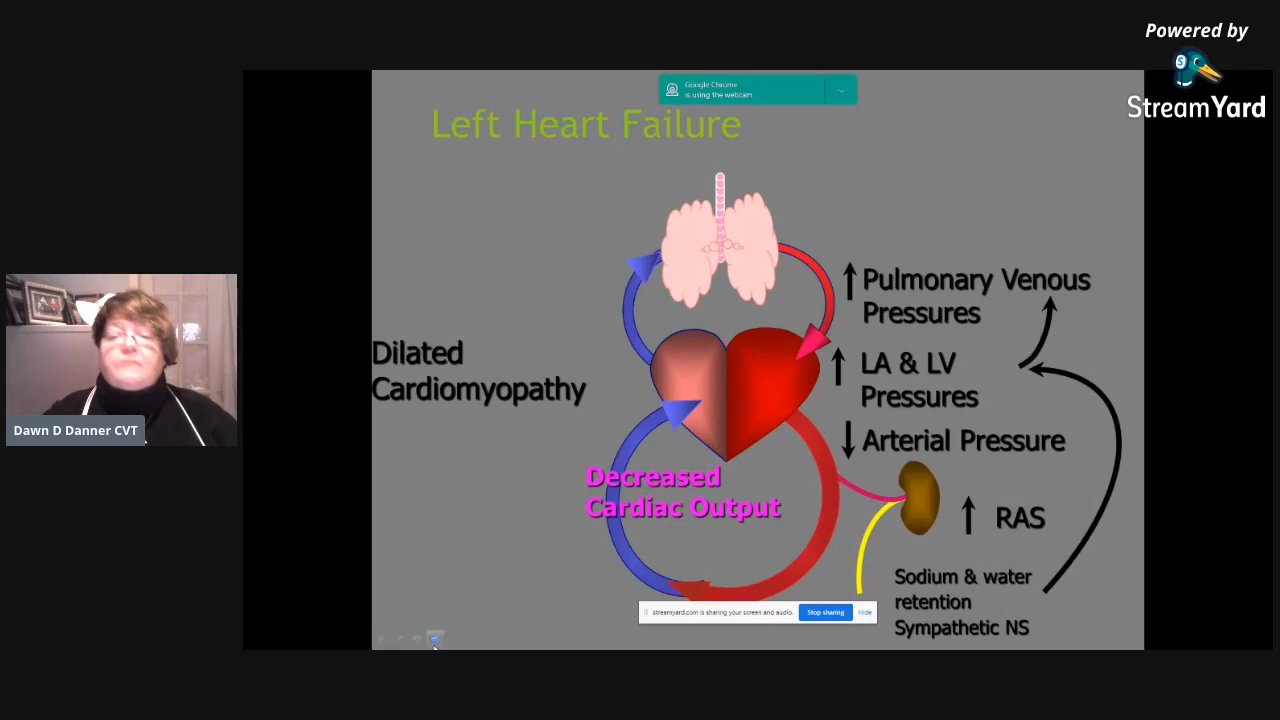 Powered by
S
StreamYard
Google Chrome
is using the webcam.
Left Heart Failure
Pulmonary Venous
Pressures
Dilated
Cardiomyopathy
LA & LV
Pressures
Arterial Pressure
Decreased
Cardiac Output
RAS
Sodium & water
retention
Sympathetic NS
streamyard.com is sharing your screen and audio.
Stop sharing
Hide
Dawn D Danner CVT